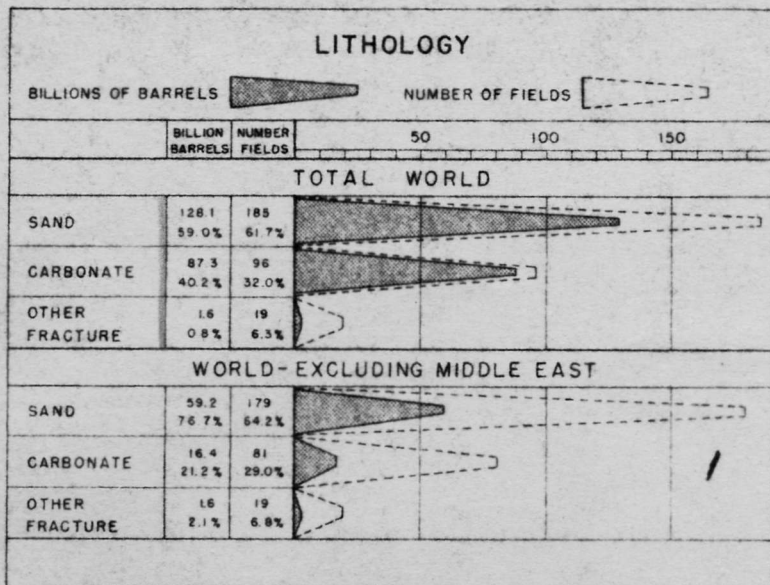 LITHOLOGY
BILLIONS OF BARRELS NUMBER OF FIELDS
BILLION BARRELS NUMBER FIELDS 50 100 150
TOTAL WORLD
SAND 128.1 185
59.0% 61.7%
CARBONATE 87.3 96
40.2% 32.0%
OTHER 1.6 19
FRACTURE 0.8% 6.3%
WORLD-EXCLUDING MIDDLE EAST
SAND 59.2 179
76.7% 64.2%
CARBONATE 16.4 81
21.2% 29.0%
OTHER 1.6 19
FRACTURE 2.1% 6.8%